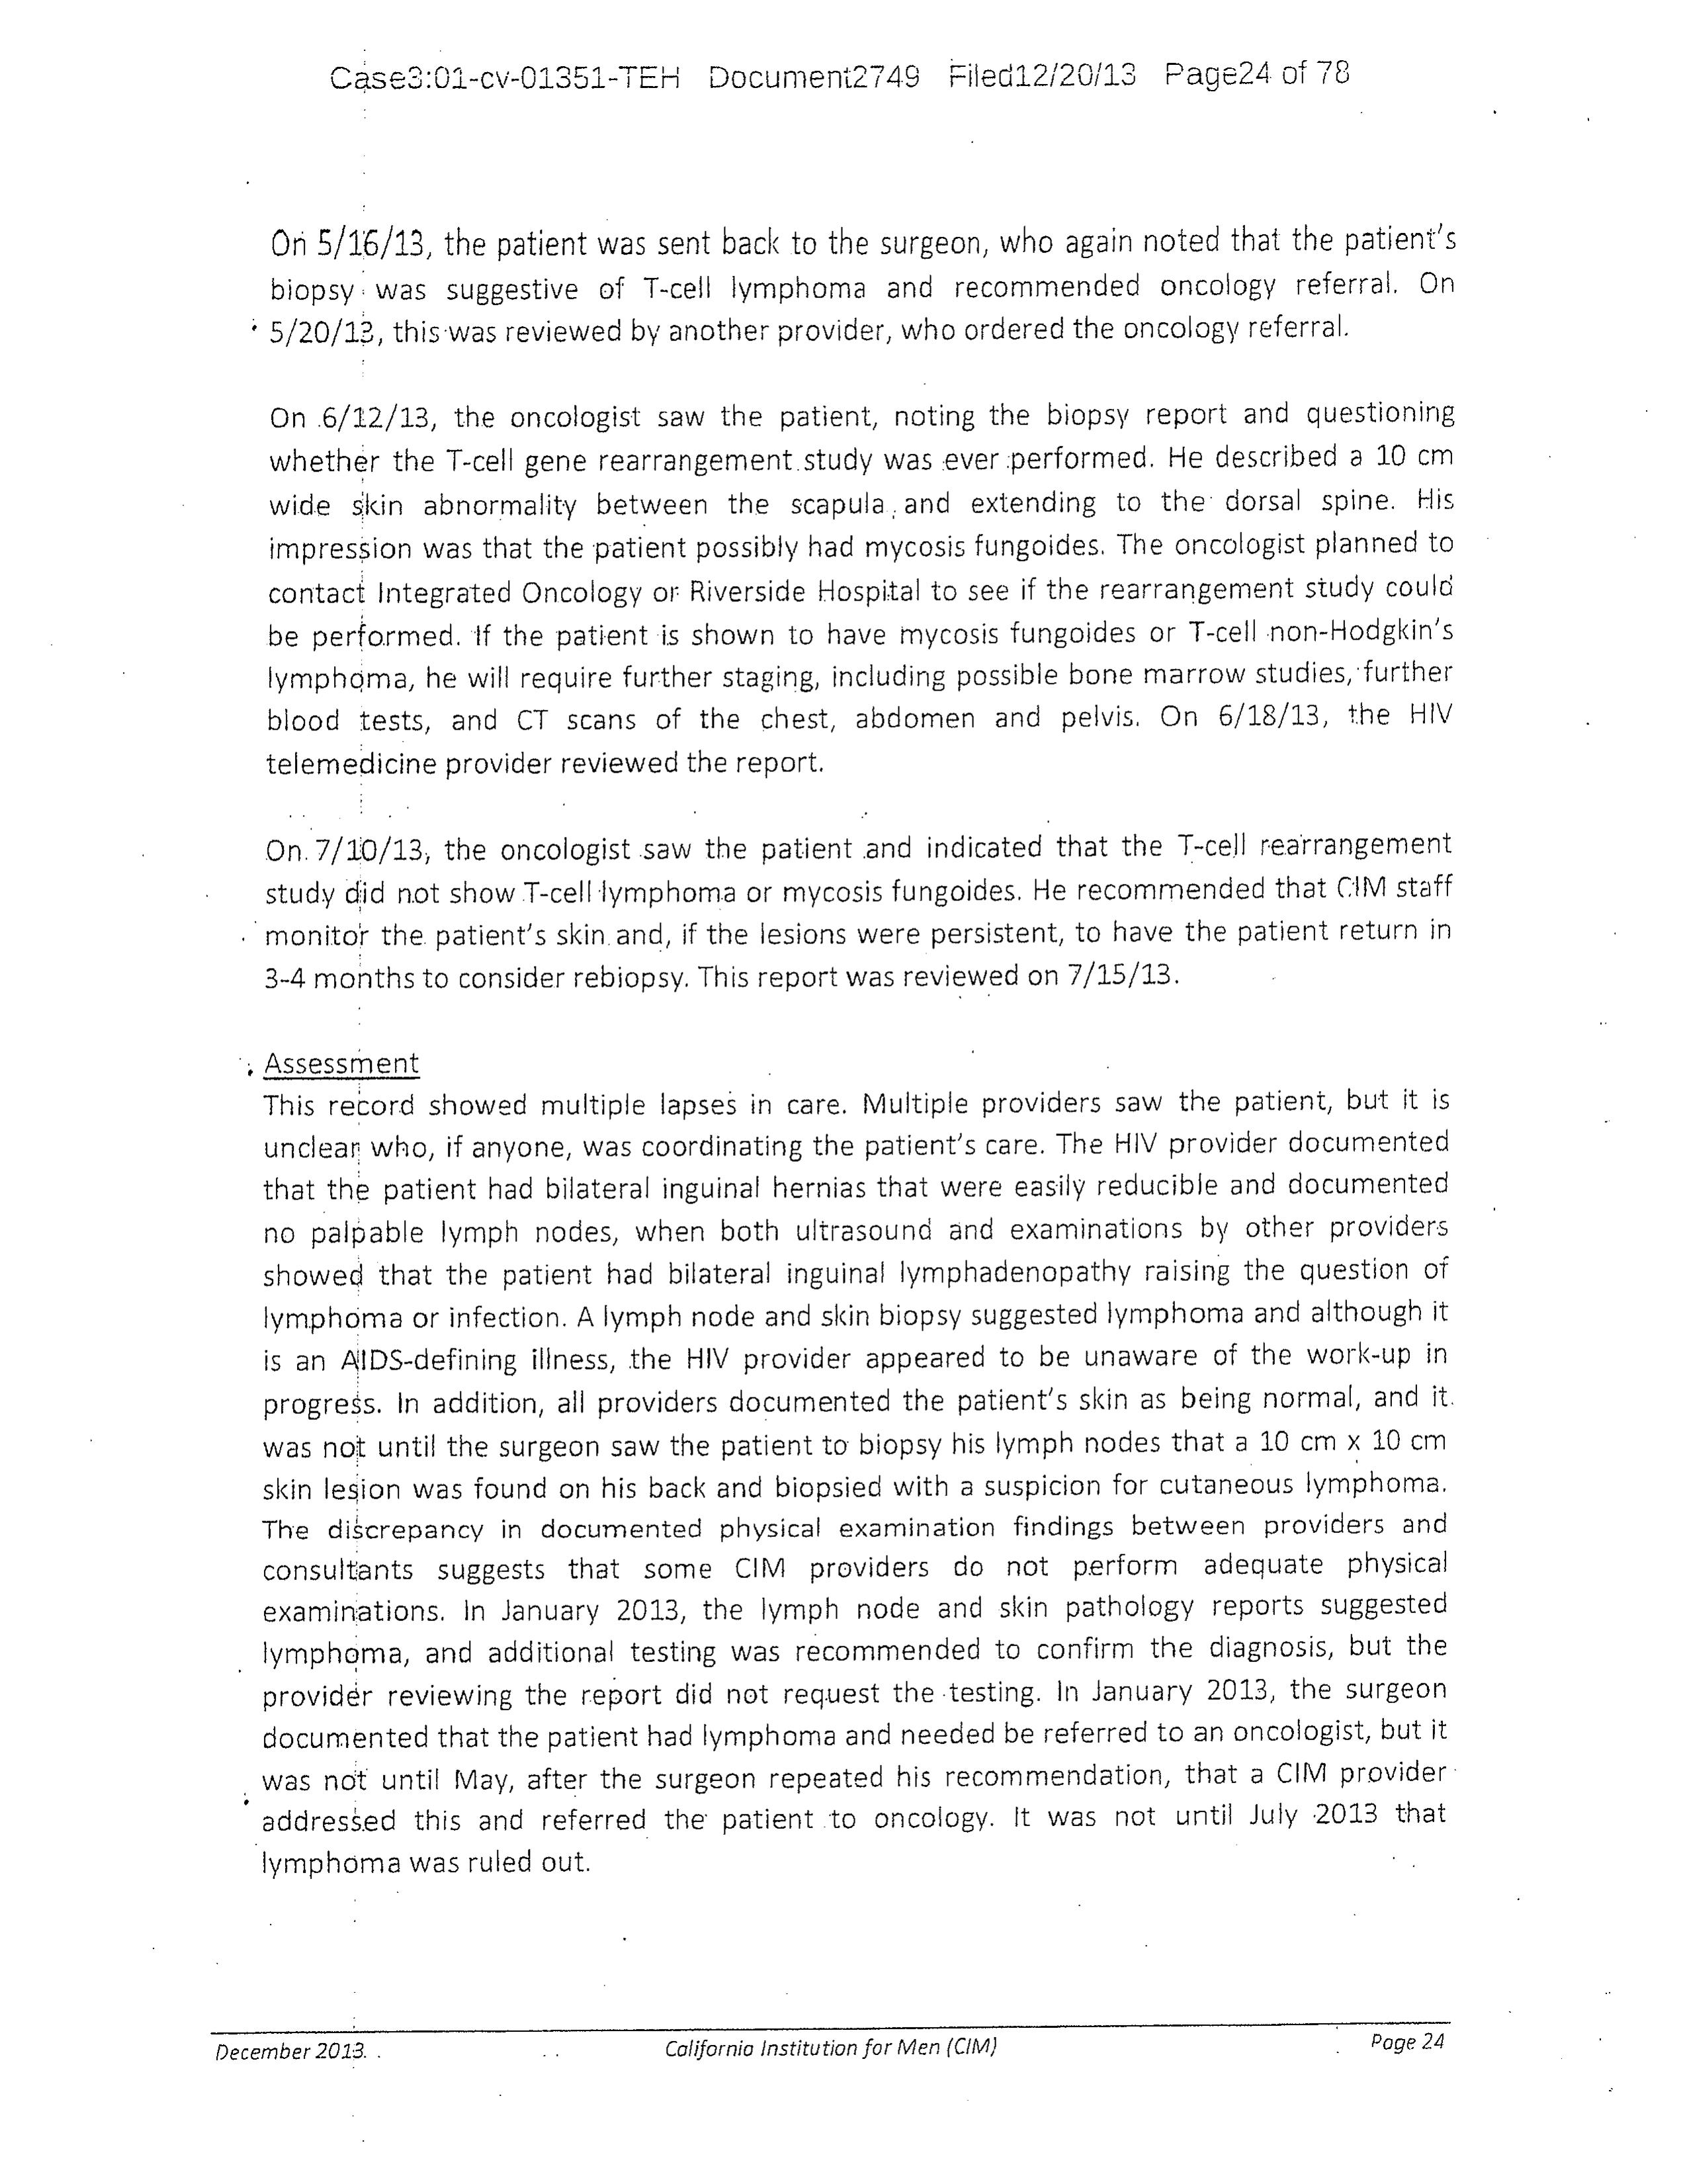 Case3:01-cv-01351-TEH Document2749 Filed12/20/13 Page24 of 78
On 5/16/13, the patient was sent back to the surgeon, who again noted that the patient's
biopsy was suggestive of T-cell lymphoma and recommended oncology referral. On
5/20/13, this was reviewed by another provider, who ordered the oncology referral.
On 6/12/13, the oncologist saw the patient, noting the biopsy report and questioning
whether the T-cell gene rearrangement study was ever performed. He described a 10 cm
wide skin abnormality between the scapula and extending to the dorsal spine. His
impression was that the patient possibly had mycosis fungoides. The oncologist planned to
contact Integrated Oncology or Riverside Hospital to see if the rearrangement study could
be performed. If the patient is shown to have mycosis fungoides or T-cell non-Hodgkin's
lymphoma, he will require further staging, including possible bone marrow studies, further
blood tests, and CT scans of the chest, abdomen and pelvis. On 6/18/13, the HIV
telemedicine provider reviewed the report.
On 7/10/13, the oncologist saw the patient and indicated that the T-cell rearrangement
study did not show T-cell lymphoma or mycosis fungoides. He recommended that CIM staff
monitor the patient's skin and, if the lesions were persistent, to have the patient return in
3-4 months to consider rebiopsy. This report was reviewed on 7/15/13.
Assessment
This record showed multiple lapses in care. Multiple providers saw the patient, but it is
unclear who, if anyone, was coordinating the patient's care. The HIV provider documented
that the patient had bilateral inguinal hernias that were easily reducible and documented
no palpable lymph nodes, when both ultrasound and examinations by other providers
showed that the patient had bilateral inguinal lymphadenopathy raising the question of
lymphoma or infection. A lymph node and skin biopsy suggested lymphoma and although it
is an AIDS-defining illness, the HIV provider appeared to be unaware of the work-up in
progress. In addition, all providers documented the patient's skin as being normal, and it
was not until the surgeon saw the patient to biopsy his lymph nodes that a 10 cm x 10 cm
skin lesion was found on his back and biopsied with a suspicion for cutaneous lymphoma.
The discrepancy in documented physical examination findings between providers and
consultants suggests that some CIM providers do not perform adequate physical
examinations. In January 2013, the lymph node and skin pathology reports suggested
lymphoma, and additional testing was recommended to confirm the diagnosis, but the
provider reviewing the report did not request the testing. In January 2013, the surgeon
documented that the patient had lymphoma and needed be referred to an oncologist, but it
was not until May, after the surgeon repeated his recommendation, that a CIM provider
addressed this and referred the patient to oncology. It was not until July 2013 that
lymphoma was ruled out.
December 2013 California Institution for Men (CIM) Page 24